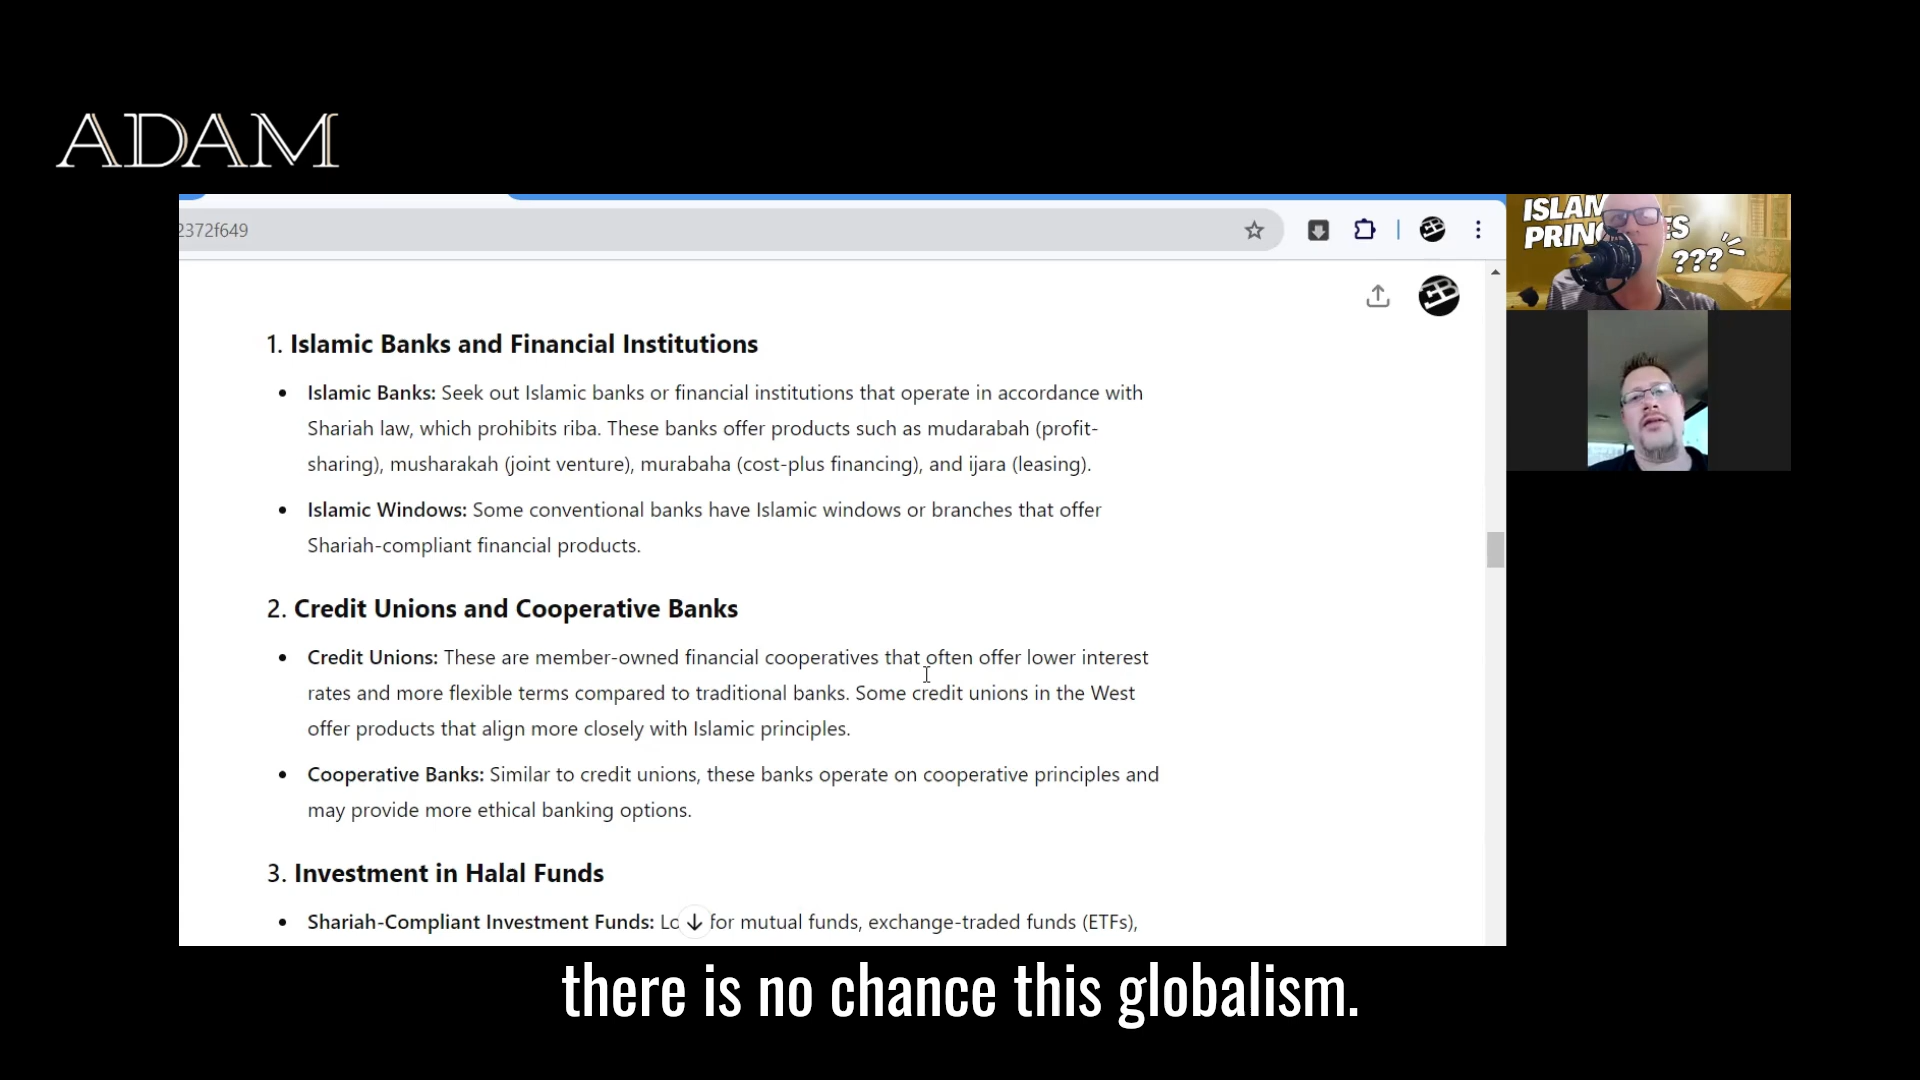 ADAM
2372f649
1. Islamic Banks and Financial Institutions
• Islamic Banks: Seek out Islamic banks or financial institutions that operate in accordance with
Shariah law, which prohibits riba. These banks offer products such as mudarabah (profit-
sharing), musharakah (joint venture), murabaha (cost-plus financing), and ijara (leasing).
• Islamic Windows: Some conventional banks have Islamic windows or branches that offer
Shariah-compliant financial products.
2. Credit Unions and Cooperative Banks
• Credit Unions: These are member-owned financial cooperatives that often offer lower interest
rates and more flexible terms compared to traditional banks. Some credit unions in the West
offer products that align more closely with Islamic principles.
• Cooperative Banks: Similar to credit unions, these banks operate on cooperative principles and
may provide more ethical banking options.
3. Investment in Halal Funds
• Shariah-Compliant Investment Funds: for mutual funds, exchange-traded funds (ETFs),
???
there is no chance this globalism.